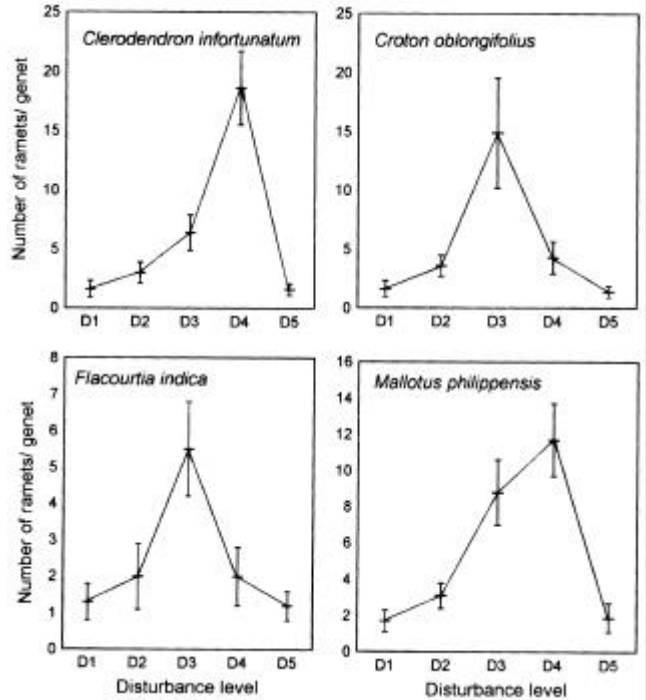 Clerodendron infortunatum
Number of ramets/ genet
25
20
15
10
5
0
D1 D2 D3 D4 D5
Croton oblongifolius
25
20
15
10
5
0
D1 D2 D3 D4 D5
Flacourtia indica
Number of ramets/ genet
8
7
6
5
4
3
2
1
0
D1 D2 D3 D4 D5
Disturbance level
Mallotus philippensis
16
14
12
10
8
6
4
2
0
D1 D2 D3 D4 D5
Disturbance level